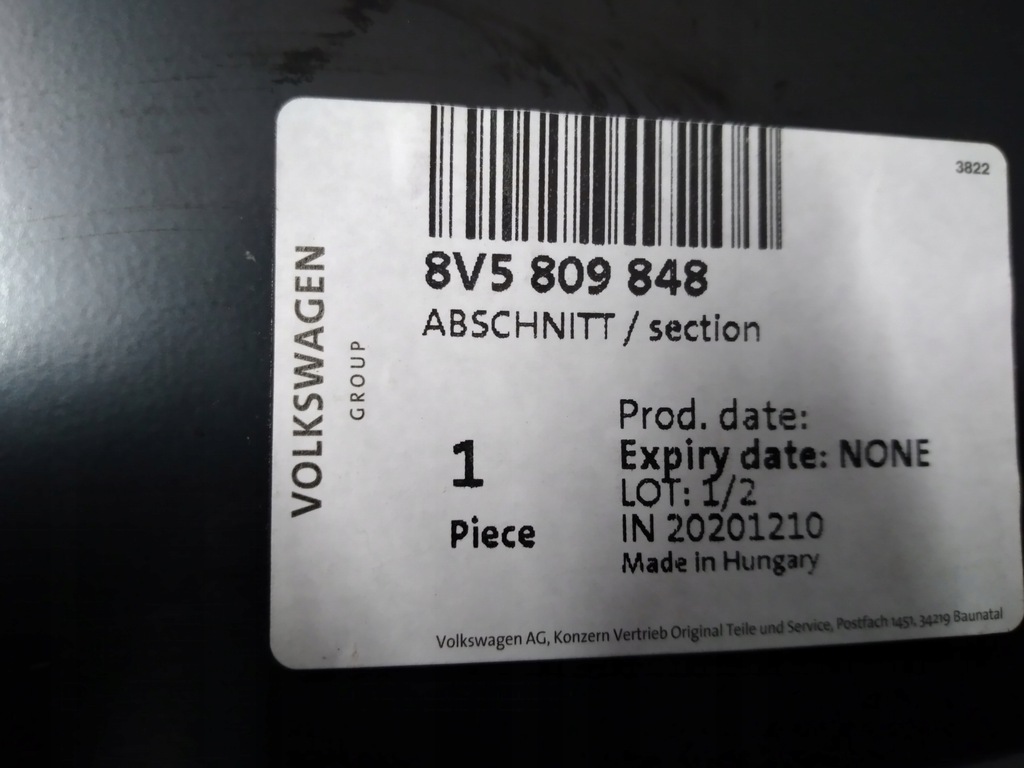 3822
8V5 809 848
ABSCHNITT / section
VOLKSWAGEN
GROUP
1
Piece
Prod. date:
Expiry date: NONE
LOT: 1/2
IN 20201210
Made in Hungary
Volkswagen AG, Konzern Vertrieb Original Teile und Service, Postfach 1451, 34219 Baunatal